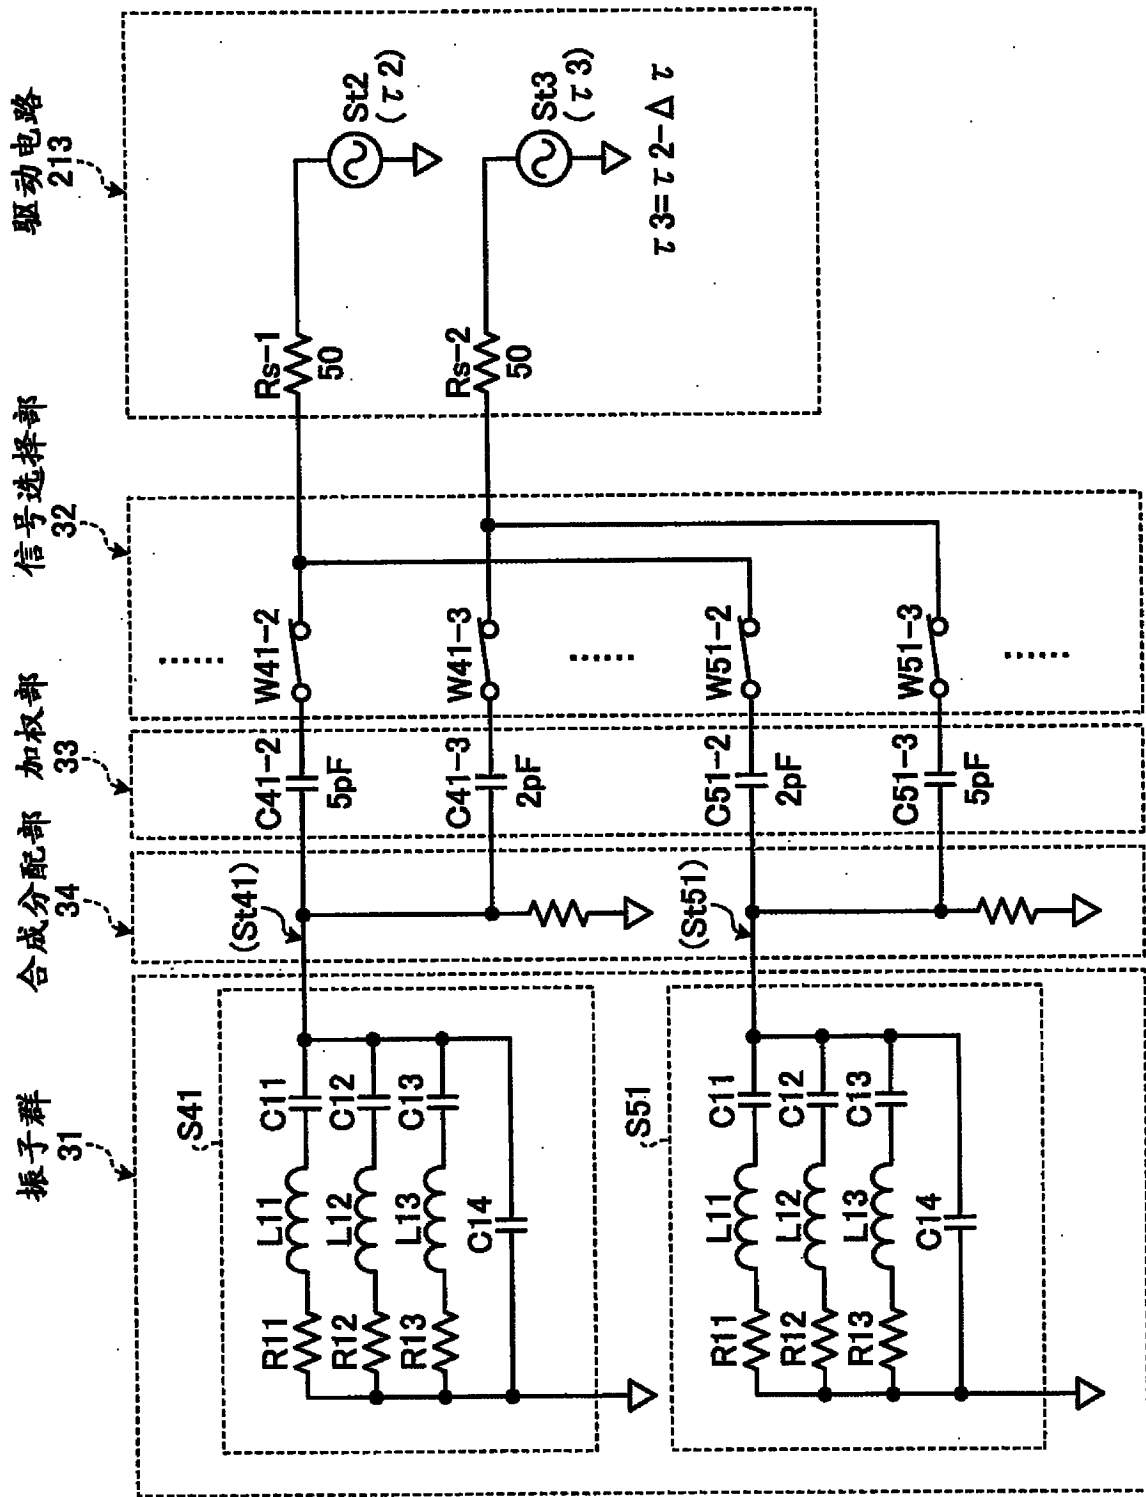 振子群
31
合成分配部
34
加权部
33
信号选择部
32
驱动电路
213
S41
R11
L11
C11
R12
L12
C12
R13
L13
C13
C14
(St41)
C41-2
5pF
W41-2
Rs-1
50
St2
(τ2)
C41-3
2pF
W41-3
Rs-2
50
St3
(τ3)
τ3=τ2-Δτ
S51
R11
L11
C11
R12
L12
C12
R13
L13
C13
C14
(St51)
C51-2
2pF
W51-2
C51-3
5pF
W51-3